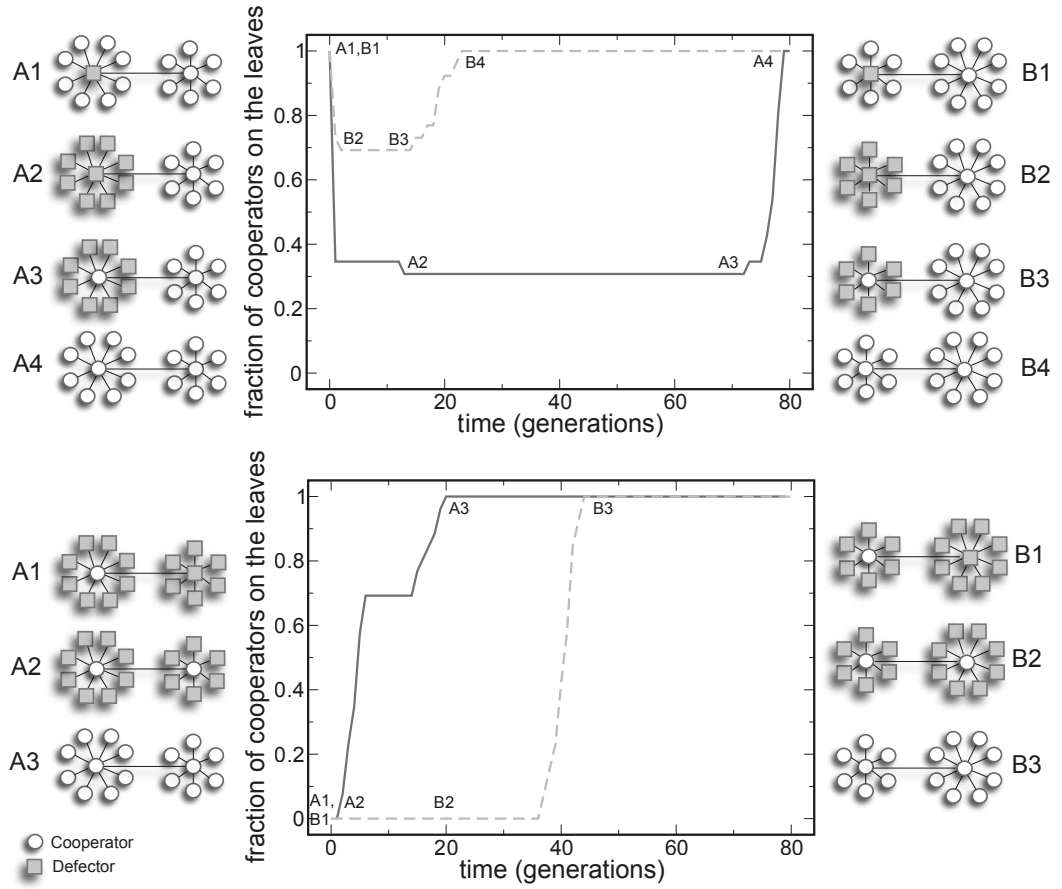 A1
A2
A3
A4
fraction of cooperators on the leaves
1
0.8
0.6
0.4
0.2
0
A1,B1
B4
A4
B2
B3
A2
A3
0
20
40
60
80
time (generations)
B1
B2
B3
B4
A1
A2
A3
fraction of cooperators on the leaves
1
0.8
0.6
0.4
0.2
0
A3
B3
A1,
B1
A2
B2
0
20
40
60
80
time (generations)
B1
B2
B3
Cooperator
Defector